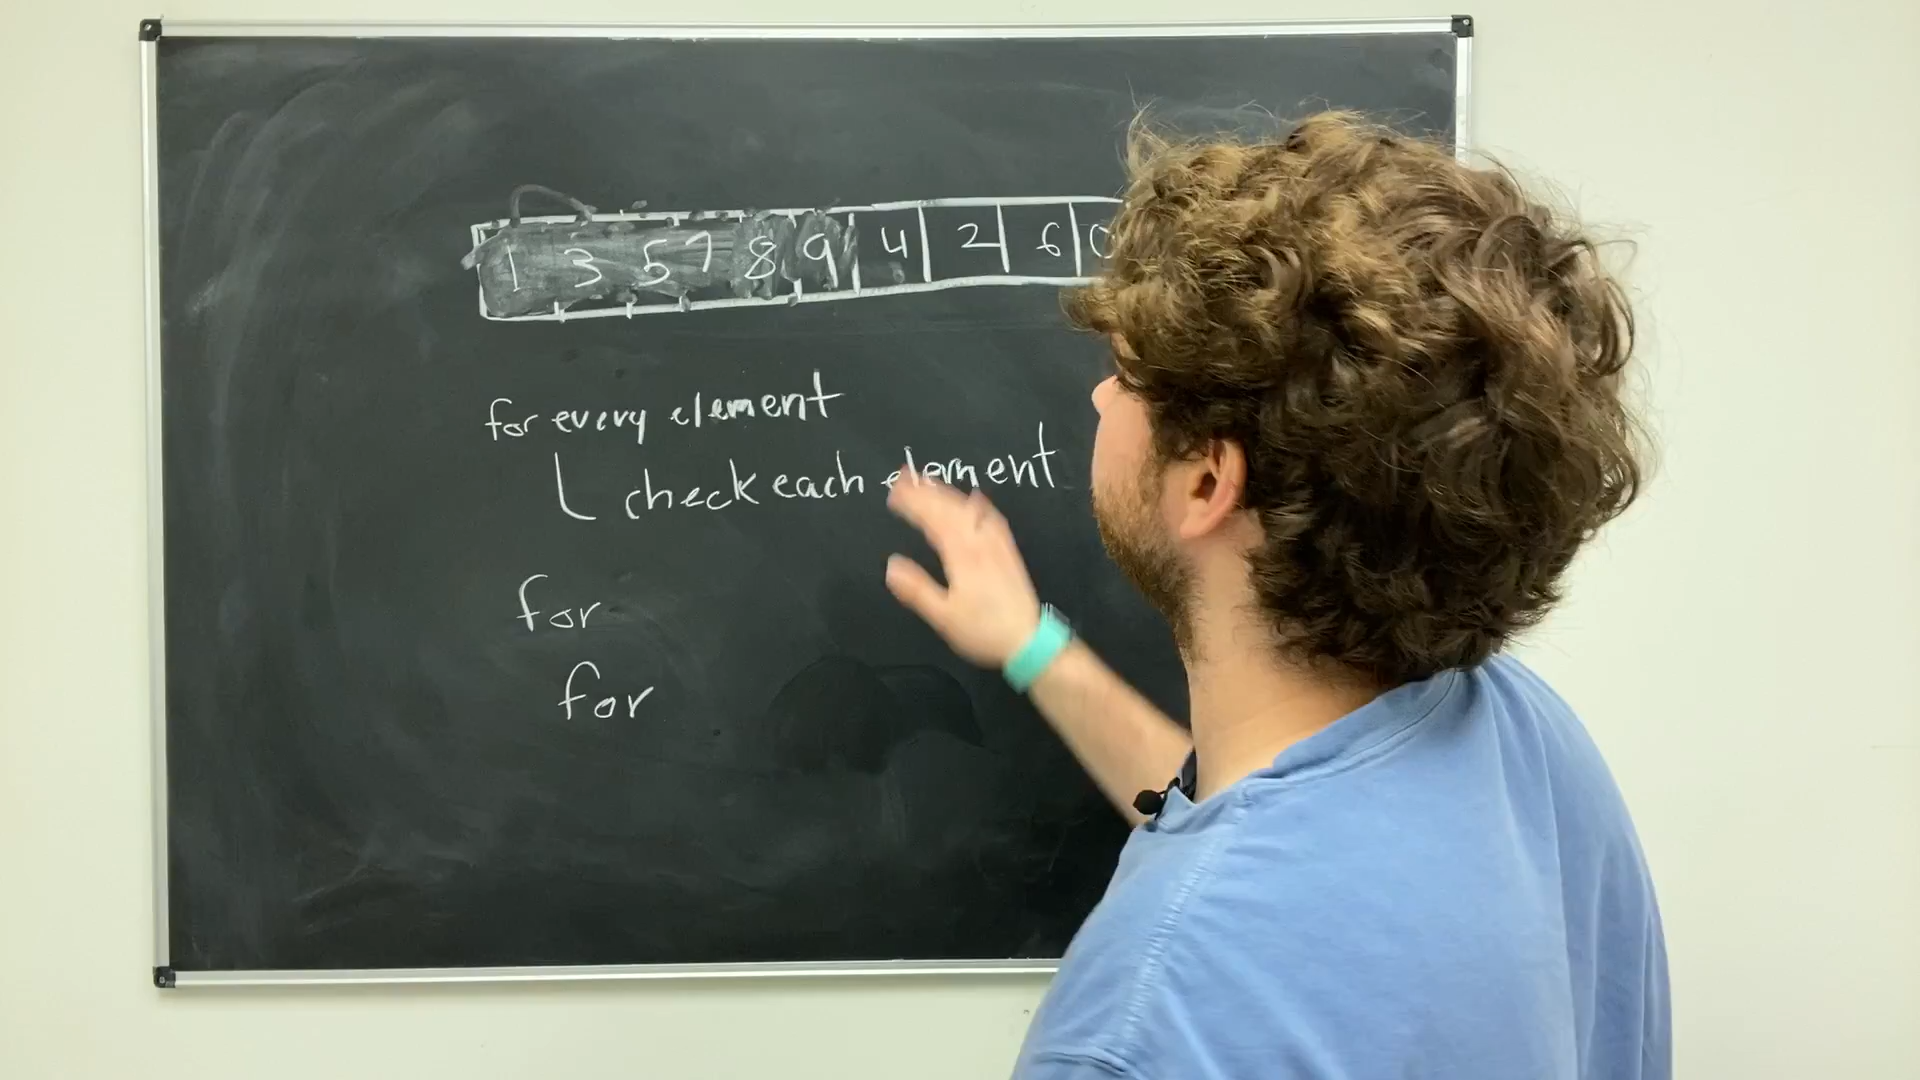 1 3 5 7 8 9 4 2 6 0
for every element
check each element
for
for